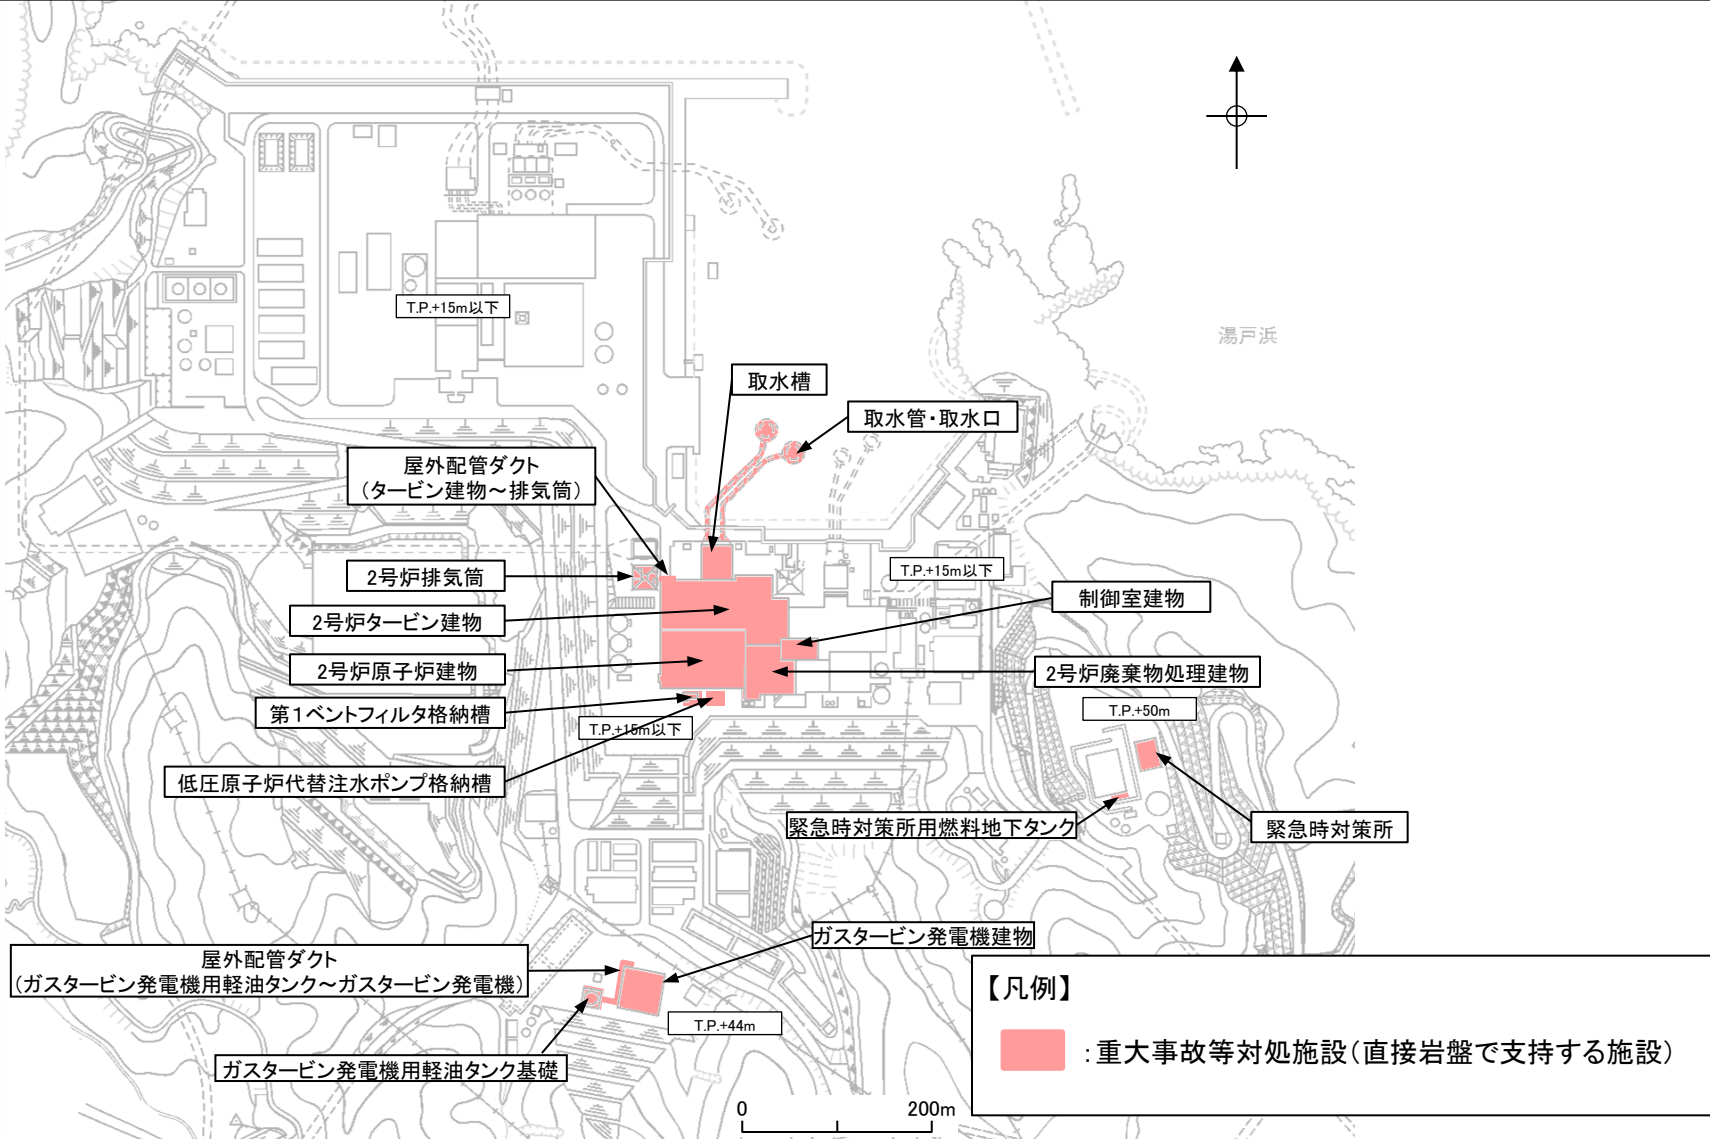 T.P.+15m以下
湯戸浜
取水槽
取水管・取水口
屋外配管ダクト
（タービン建物～排気筒）
2号炉排気筒
T.P.+15m以下
制御室建物
2号炉タービン建物
2号炉原子炉建物
2号炉廃棄物処理建物
第1ベントフィルタ格納槽
T.P.+50m
T.P.+15m以下
低圧原子炉代替注水ポンプ格納槽
緊急時対策所用燃料地下タンク
緊急時対策所
ガスタービン発電機建物
屋外配管ダクト
（ガスタービン発電機用軽油タンク～ガスタービン発電機）
T.P.+44m
ガスタービン発電機用軽油タンク基礎
【凡例】
：重大事故等対処施設（直接岩盤で支持する施設）
0 200m